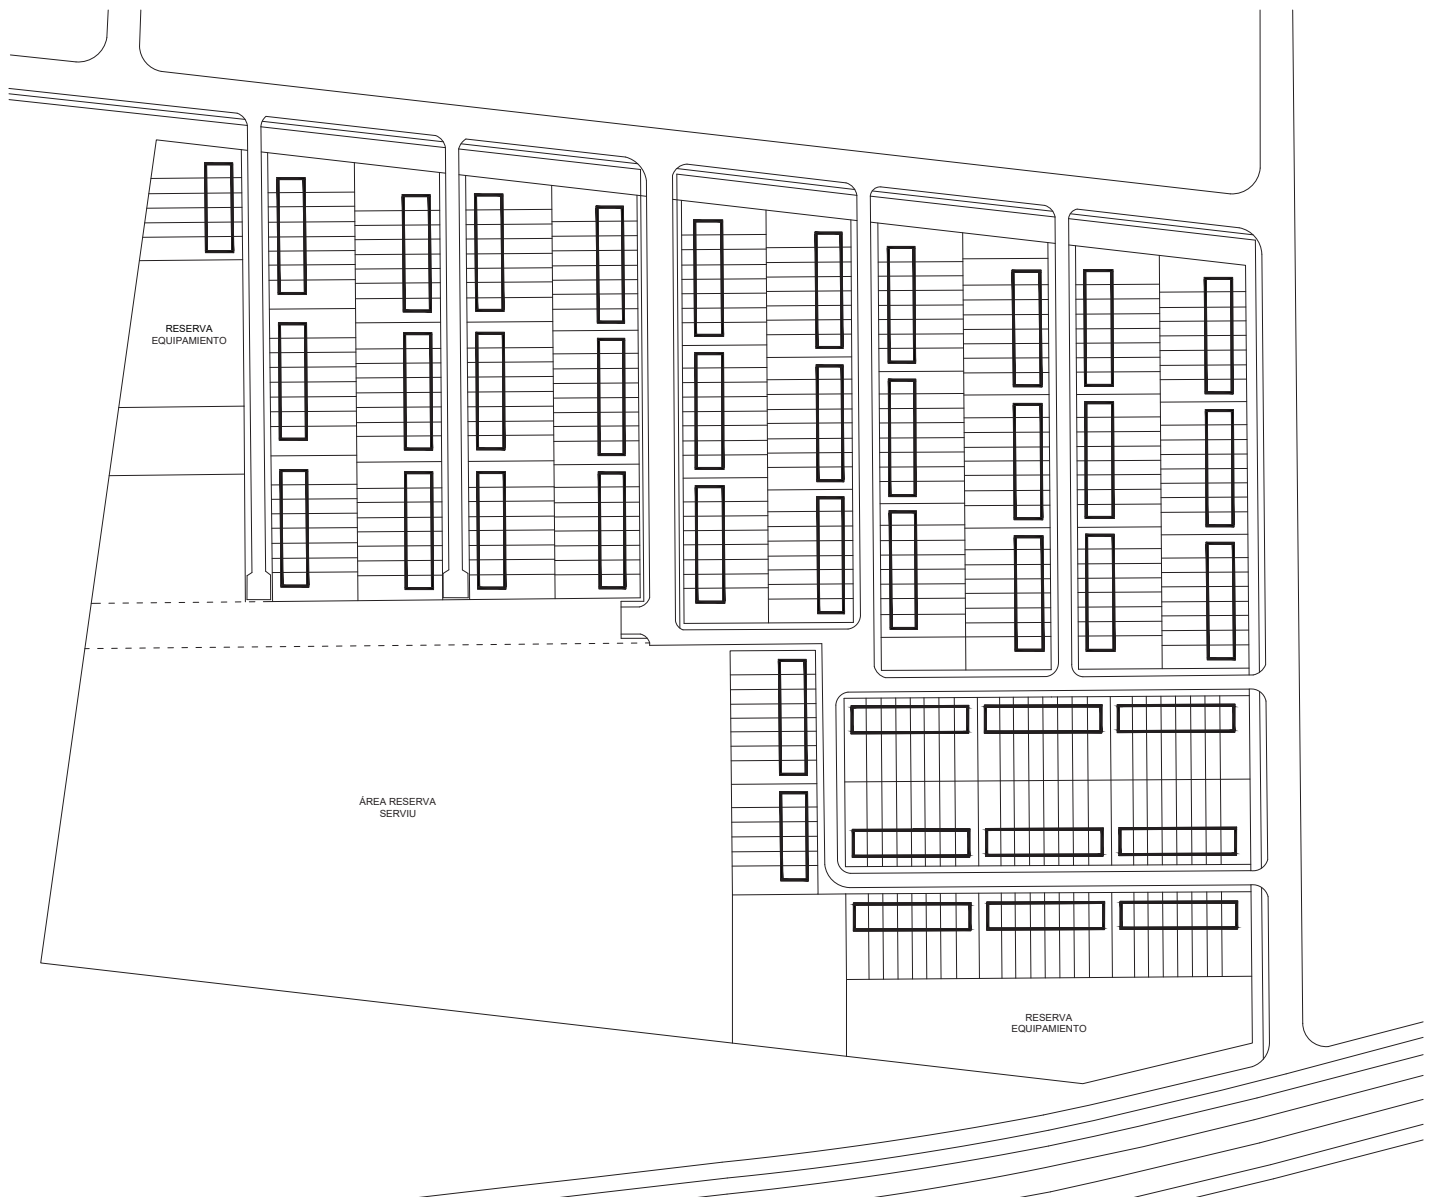 RESERVA
EQUIPAMIENTO
ÁREA RESERVA
SERVIU
RESERVA
EQUIPAMIENTO